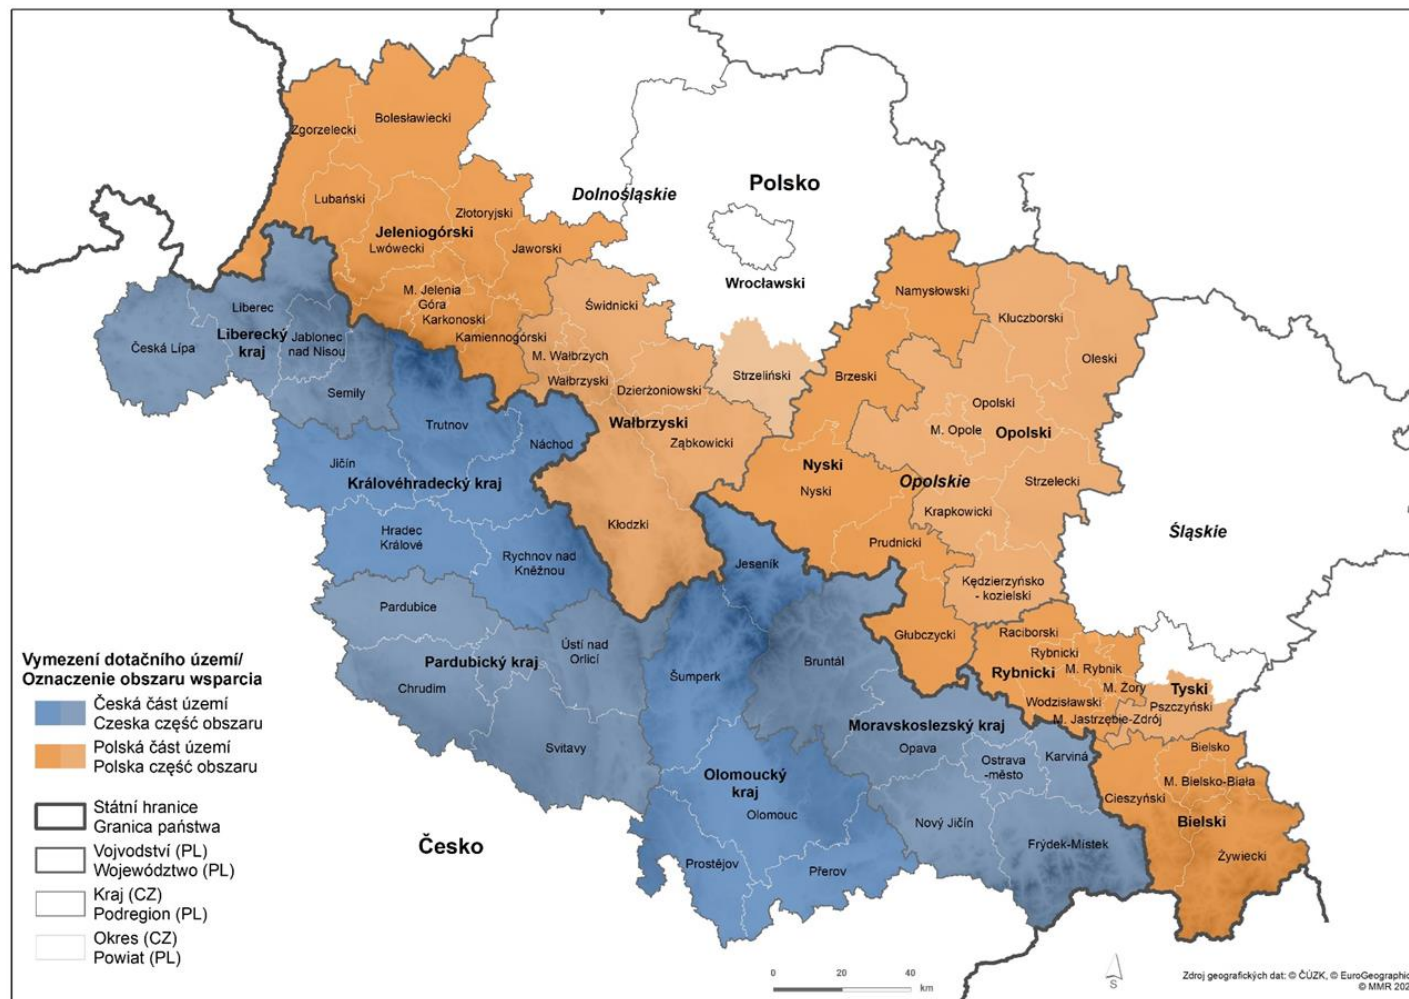 Zgorzelecki
Bolesławiecki
Lubański
Złotoryjski
Jeleniogórski
Lwówecki
Jaworski
M. Jelenia
Góra
Karkonoski
Kamiennogórski
Dolnośląskie
Polsko
Wrocławski
Świdnicki
M. Wałbrzych
Wałbrzyski
Dzierżoniowski
Strzeliński
Wałbrzyski
Ząbkowicki
Kłodzki
Namysłowski
Kluczborski
Oleski
Brzeski
Opolski
M. Opole
Opolski
Nyski
Nyski
Opolskie
Strzelecki
Krapkowicki
Prudnicki
Kędzierzyńsko
- kozielski
Głubczycki
Śląskie
Raciborski
Rybnicki
M. Rybnik
Rybnicki
M. Żory
Wodzisławski
M. Jastrzębie-Zdrój
Tyski
Pszczyński
Bielsko
M. Bielsko-Biała
Cieszyński
Bielski
Żywiecki
Česká Lípa
Liberec
Liberecký
kraj
Jablonec
nad Nisou
Semily
Trutnov
Náchod
Jičín
Královéhradecký kraj
Hradec
Králové
Rychnov nad
Kněžnou
Pardubice
Ústí nad
Orlicí
Pardubický kraj
Chrudim
Svitavy
Jeseník
Šumperk
Bruntál
Olomoucký
kraj
Olomouc
Prostějov
Přerov
Moravskoslezský kraj
Opava
Ostrava
-město
Karviná
Nový Jičín
Frýdek-Místek
Česko
Vymezení dotačního území/
Oznaczenie obszaru wsparcia
Česká část území
Czeska część obszaru
Polská část území
Polska część obszaru
Státní hranice
Granica państwa
Vojvodství (PL)
Województwo (PL)
Kraj (CZ)
Podregion (PL)
Okres (CZ)
Powiat (PL)
0 20 40
km
S
Zdroj geografických dat: © ČÚZK, © EuroGeographic
© MMR 202